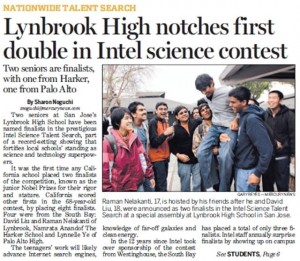 NATIONWIDE TALENT SEARCH
Lynbrook High notches first
double in Intel science contest
Two seniors are finalists,
with one from Harker,
one from Palo Alto
By Sharon Noguchi
snoguchi@mercurynews.com
Two seniors at San Jose's
Lynbrook High School have been
named finalists in the prestigious
Intel Science Talent Search, part
of a record-setting showing that
fortifies local schools' standing as
science and technology superpow-
ers.
It was the first time any Cali-
fornia school placed two finalists
at the competition, known as the
junior Nobel Prizes for their rigor
and stature. California scored
other firsts in the 68-year-old
contest, by placing eight finalists.
Four were from the South Bay:
David Liu and Raman Nelakanti of
Lynbrook, Namrata Anand of The
Harker School and Lynnelle Ye of
Palo Alto High.
The teenagers' work will likely
advance Internet search engines,
GARY REYES — MERCURY NEWS
Raman Nelakanti, 17, is hoisted by his friends after he and David
Liu, 18, were announced as two finalists in the Intel Science Talent
Search at a special assembly at Lynbrook High School in San Jose.
knowledge of far-off galaxies and
clean energy.
In the 12 years since Intel took
over sponsorship of the contest
from Westinghouse, the South Bay
has placed a total of only three fi-
nalists. Intel staff annually surprise
finalists by showing up on campus
See STUDENTS, Page 6